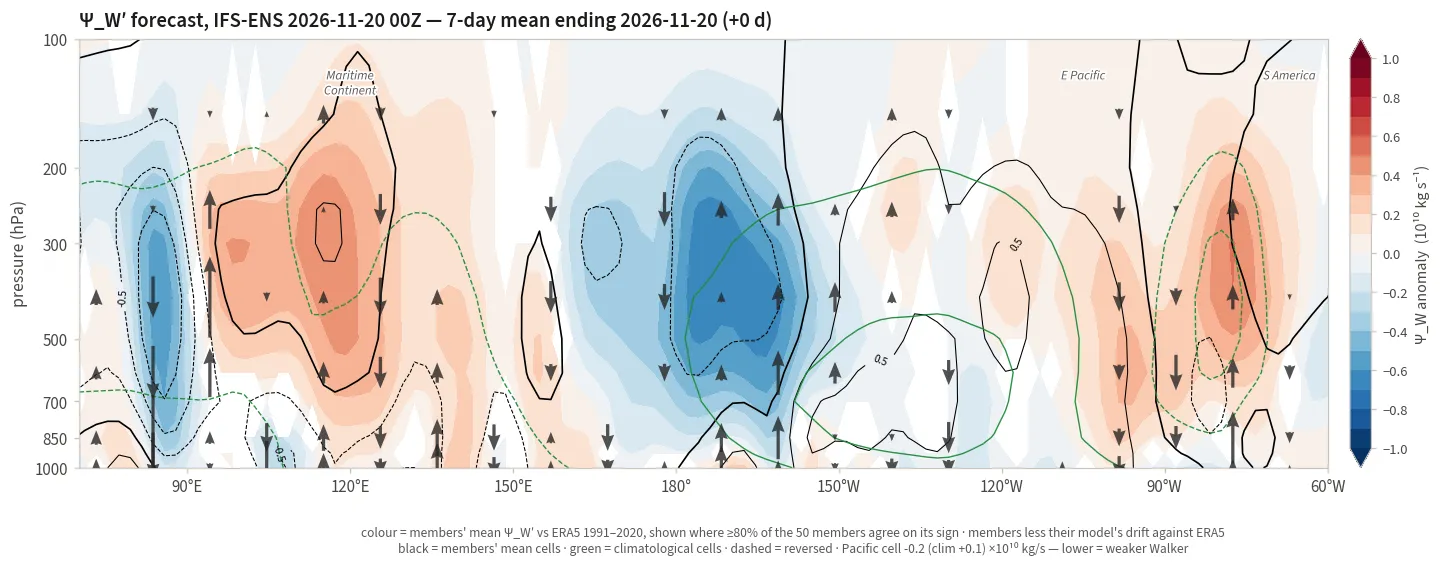 Ψ_W′ forecast, IFS-ENS 2026-11-20 00Z — 7-day mean ending 2026-11-20 (+0 d)
100
200
300
500
700
850
1000
pressure (hPa)
Maritime
Continent
E Pacific
S America
-0.5
-0.5
0.5
0.5
90°E
120°E
150°E
180°
150°W
120°W
90°W
60°W
1.0
0.8
0.6
0.4
0.2
0.0
−0.2
−0.4
−0.6
−0.8
−1.0
Ψ_W anomaly (10¹⁰ kg s⁻¹)
colour = members' mean Ψ_W′ vs ERA5 1991–2020, shown where ≥80% of the 50 members agree on its sign · members less their model's drift against ERA5
black = members' mean cells · green = climatological cells · dashed = reversed · Pacific cell -0.2 (clim +0.1) ×10¹⁰ kg/s — lower = weaker Walker